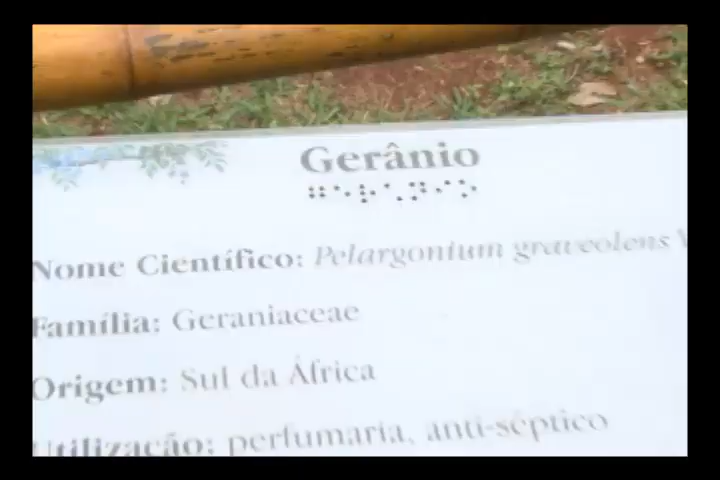 Gerânio
Nome Científico: Pelargonium graveolens
Família: Geraniaceae
Origem: Sul da África
Utilização: perfumaria, anti-séptico